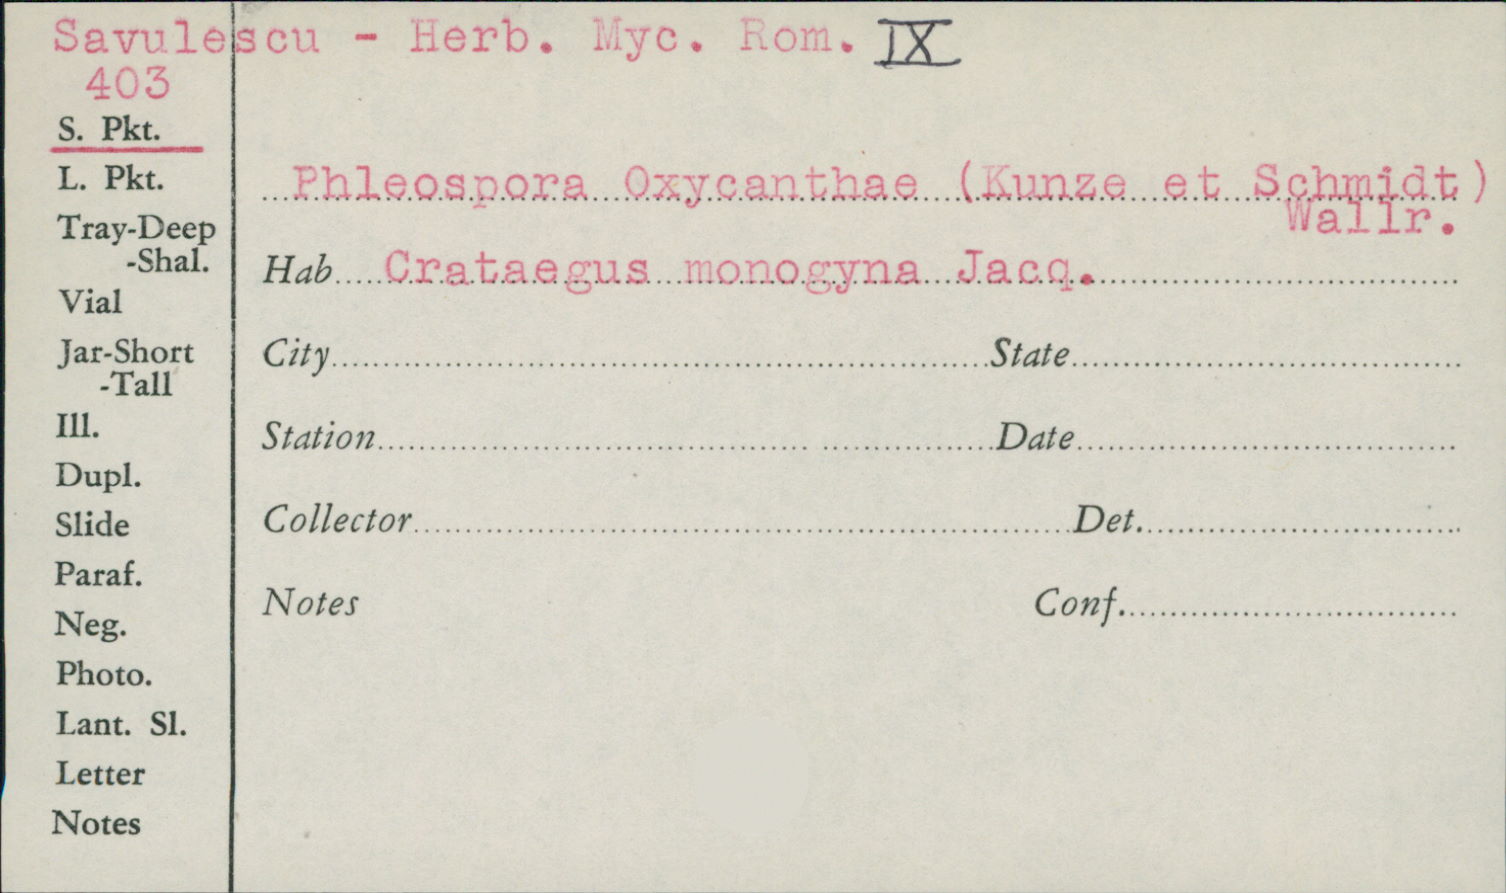 Savulescu - Herb. Myc. Rom. IX
403
S. Pkt.
L. Pkt.
Tray-Deep
-Shal.
Vial
Jar-Short
-Tall
Ill.
Dupl.
Slide
Paraf.
Neg.
Photo.
Lant. Sl.
Letter
Notes
Phleospora Oxycanthae (Kunze et Schmidt)
Wallr.
Hab. Crataegus monogyna Jacq.
City State
Station Date
Collector Det.
Notes Conf.